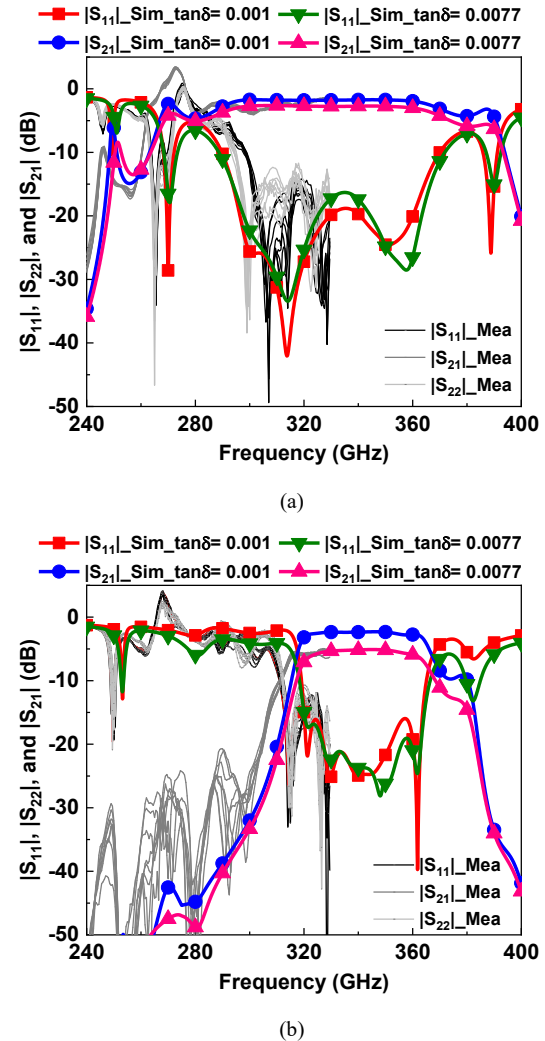 |S11|_Sim_tanδ= 0.001 |S11|_Sim_tanδ= 0.0077
|S21|_Sim_tanδ= 0.001 |S21|_Sim_tanδ= 0.0077
|S11|, |S22|, and |S21| (dB)
0
-10
-20
-30
-40
-50
|S11|_Mea
|S21|_Mea
|S22|_Mea
240 280 320 360 400
Frequency (GHz)
(a)
|S11|_Sim_tanδ= 0.001 |S11|_Sim_tanδ= 0.0077
|S21|_Sim_tanδ= 0.001 |S21|_Sim_tanδ= 0.0077
|S11|, |S22|, and |S21| (dB)
0
-10
-20
-30
-40
-50
|S11|_Mea
|S21|_Mea
|S22|_Mea
240 280 320 360 400
Frequency (GHz)
(b)